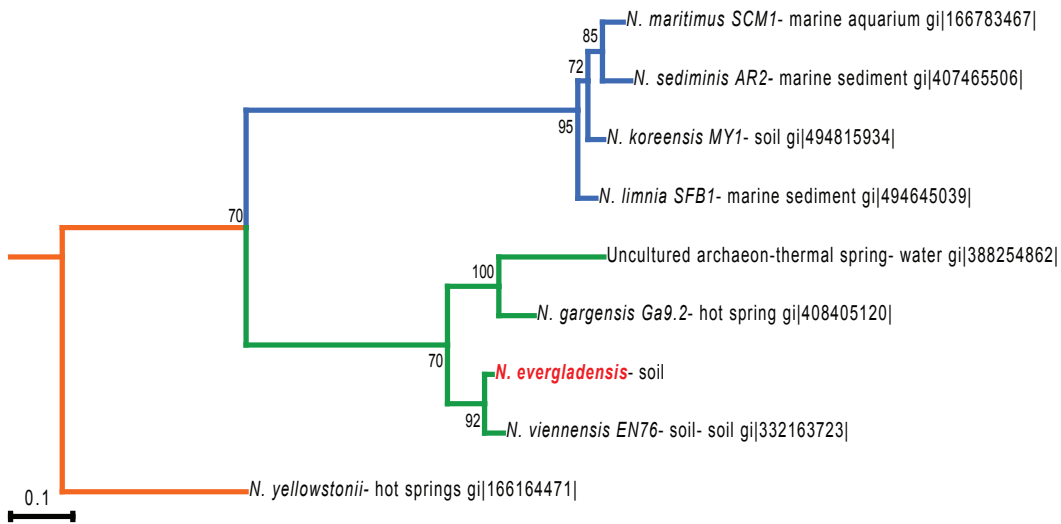 N. maritimus SCM1- marine aquarium gi|166783467|
85
N. sediminis AR2- marine sediment gi|407465506|
72
95
N. koreensis MY1- soil gi|494815934|
N. limnia SFB1- marine sediment gi|494645039|
70
Uncultured archaeon-thermal spring- water gi|388254862|
100
N. gargensis Ga9.2- hot spring gi|408405120|
70
N. evergladensis- soil
92
N. viennensis EN76- soil- soil gi|332163723|
N. yellowstonii- hot springs gi|166164471|
0.1